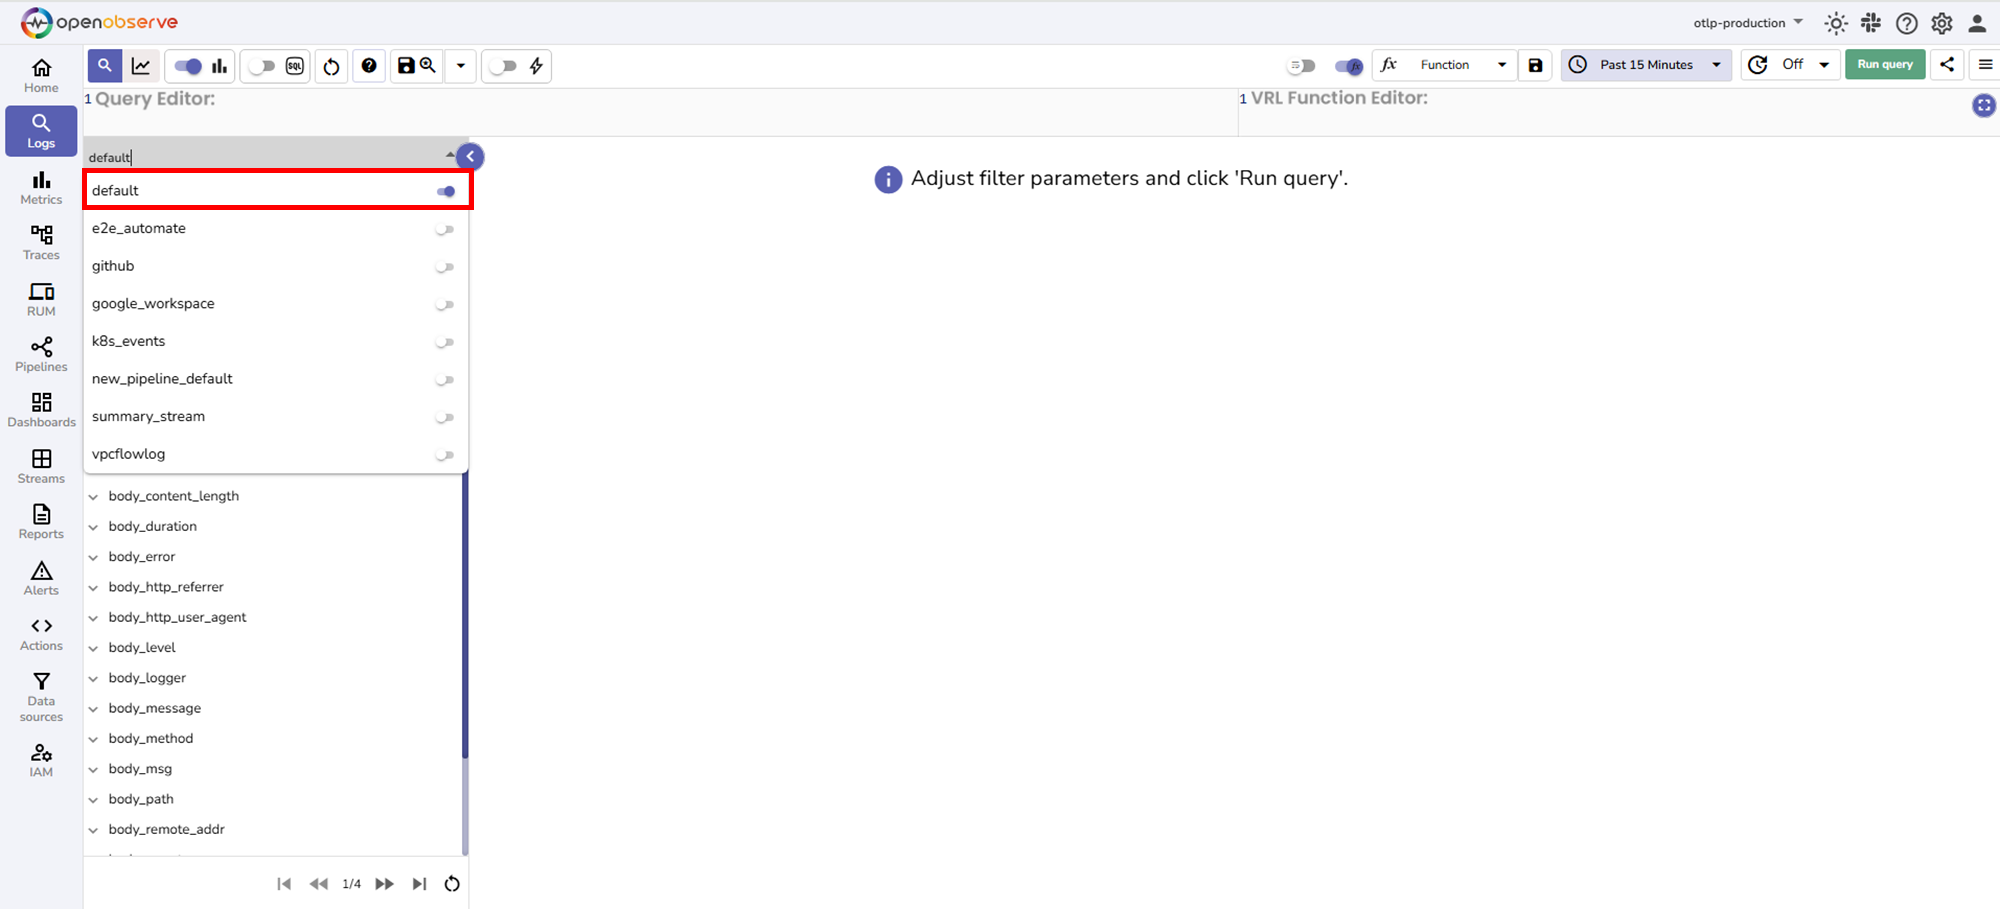 openobserve
otlp-production
Home
Logs
Metrics
Traces
RUM
Pipelines
Dashboards
Streams
Reports
Alerts
Actions
Data
sources
IAM
SQL
fx
fx Function
Past 15 Minutes
Off
Run query
1 Query Editor:
1 VRL Function Editor:
default
default
e2e_automate
github
google_workspace
k8s_events
new_pipeline_default
summary_stream
vpcflowlog
body_content_length
body_duration
body_error
body_http_referrer
body_http_user_agent
body_level
body_logger
body_message
body_method
body_msg
body_path
body_remote_addr
1/4
Adjust filter parameters and click 'Run query'.